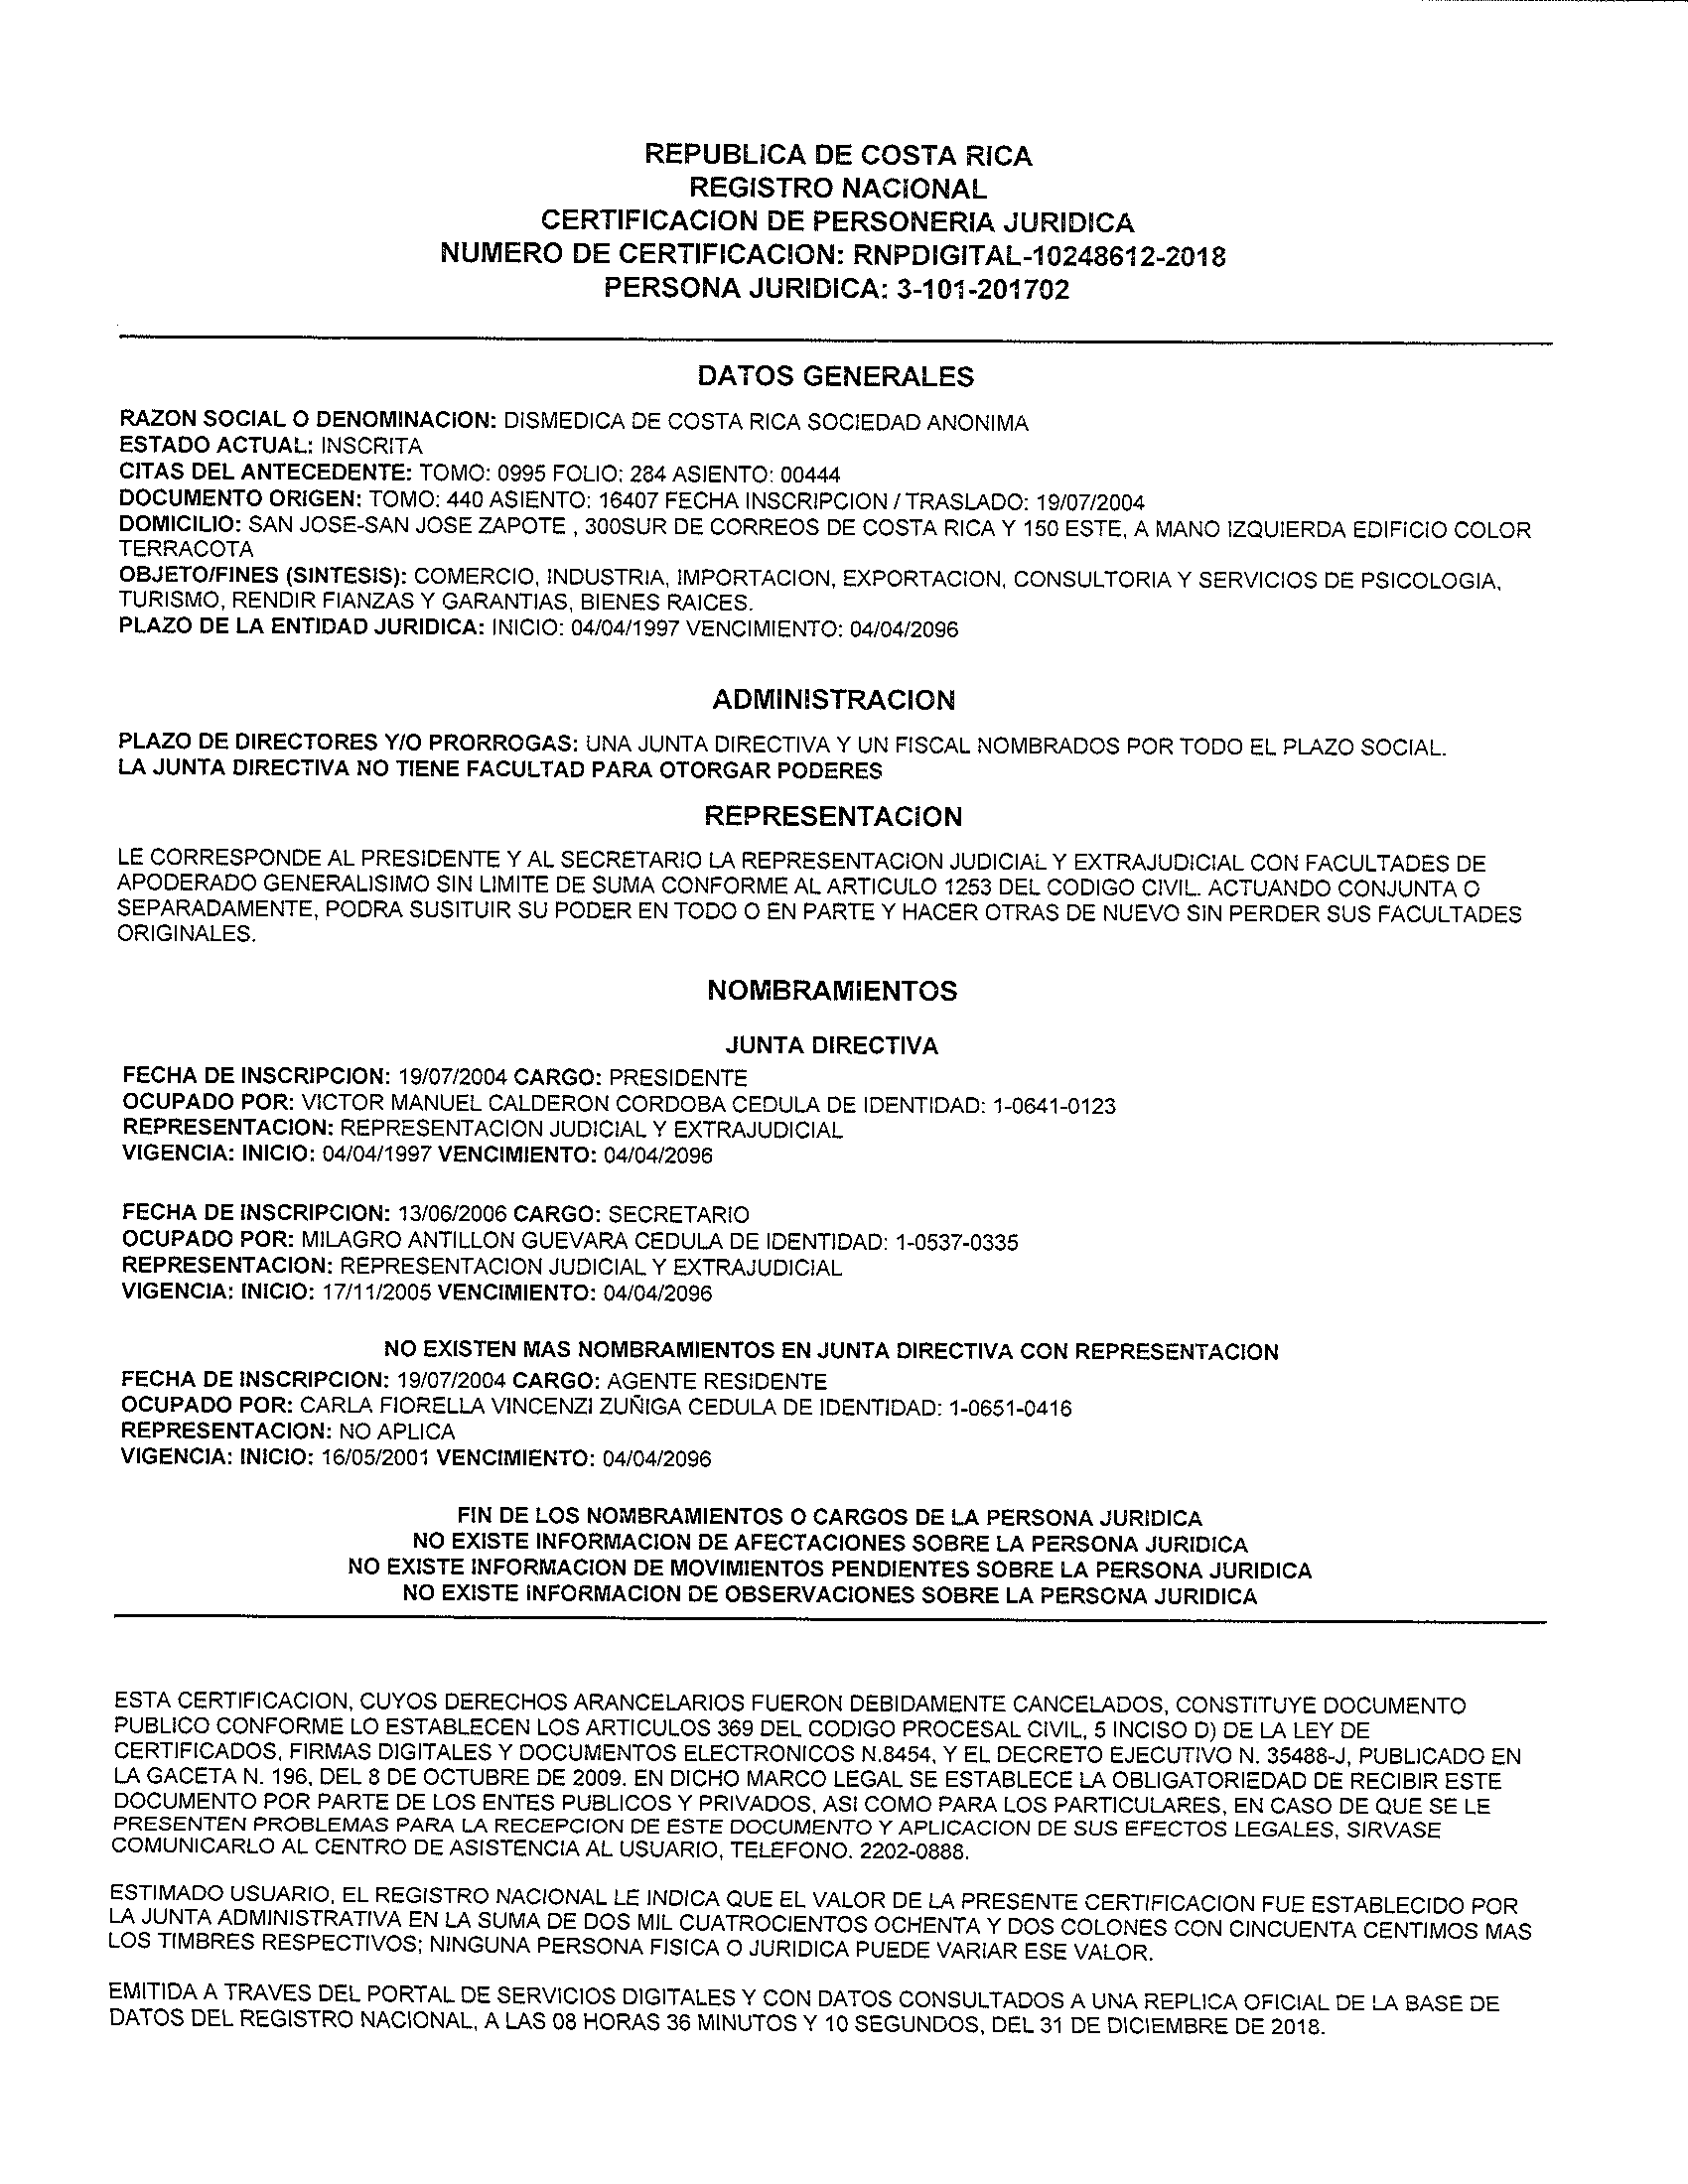 REPUBLICA DE COSTA RICA
REGISTRO NACIONAL
CERTIFICACION DE PERSONERIA JURIDICA
NUMERO DE CERTIFICACION: RNPDIGITAL-10248612-2018
PERSONA JURIDICA: 3-101-201702
DATOS GENERALES
RAZON SOCIAL O DENOMINACION: DISMEDICA DE COSTA RICA SOCIEDAD ANONIMA
ESTADO ACTUAL: INSCRITA
CITAS DEL ANTECEDENTE: TOMO: 0995 FOLIO: 284 ASIENTO: 00444
DOCUMENTO ORIGEN: TOMO: 440 ASIENTO: 16407 FECHA INSCRIPCION / TRASLADO: 19/07/2004
DOMICILIO: SAN JOSE-SAN JOSE ZAPOTE , 300SUR DE CORREOS DE COSTA RICA Y 150 ESTE, A MANO IZQUIERDA EDIFICIO COLOR
TERRACOTA
OBJETO/FINES (SINTESIS): COMERCIO, INDUSTRIA, IMPORTACION, EXPORTACION, CONSULTORIA Y SERVICIOS DE PSICOLOGIA,
TURISMO, RENDIR FIANZAS Y GARANTIAS, BIENES RAICES.
PLAZO DE LA ENTIDAD JURIDICA: INICIO: 04/04/1997 VENCIMIENTO: 04/04/2096
ADMINISTRACION
PLAZO DE DIRECTORES Y/O PRORROGAS: UNA JUNTA DIRECTIVA Y UN FISCAL NOMBRADOS POR TODO EL PLAZO SOCIAL.
LA JUNTA DIRECTIVA NO TIENE FACULTAD PARA OTORGAR PODERES
REPRESENTACION
LE CORRESPONDE AL PRESIDENTE Y AL SECRETARIO LA REPRESENTACION JUDICIAL Y EXTRAJUDICIAL CON FACULTADES DE
APODERADO GENERALISIMO SIN LIMITE DE SUMA CONFORME AL ARTICULO 1253 DEL CODIGO CIVIL. ACTUANDO CONJUNTA O
SEPARADAMENTE, PODRA SUSITUIR SU PODER EN TODO O EN PARTE Y HACER OTRAS DE NUEVO SIN PERDER SUS FACULTADES
ORIGINALES.
NOMBRAMIENTOS
JUNTA DIRECTIVA
FECHA DE INSCRIPCION: 19/07/2004 CARGO: PRESIDENTE
OCUPADO POR: VICTOR MANUEL CALDERON CORDOBA CEDULA DE IDENTIDAD: 1-0641-0123
REPRESENTACION: REPRESENTACION JUDICIAL Y EXTRAJUDICIAL
VIGENCIA: INICIO: 04/04/1997 VENCIMIENTO: 04/04/2096
FECHA DE INSCRIPCION: 13/06/2006 CARGO: SECRETARIO
OCUPADO POR: MILAGRO ANTILLON GUEVARA CEDULA DE IDENTIDAD: 1-0537-0335
REPRESENTACION: REPRESENTACION JUDICIAL Y EXTRAJUDICIAL
VIGENCIA: INICIO: 17/11/2005 VENCIMIENTO: 04/04/2096
NO EXISTEN MAS NOMBRAMIENTOS EN JUNTA DIRECTIVA CON REPRESENTACION
FECHA DE INSCRIPCION: 19/07/2004 CARGO: AGENTE RESIDENTE
OCUPADO POR: CARLA FIORELLA VINCENZI ZUÑIGA CEDULA DE IDENTIDAD: 1-0651-0416
REPRESENTACION: NO APLICA
VIGENCIA: INICIO: 16/05/2001 VENCIMIENTO: 04/04/2096
FIN DE LOS NOMBRAMIENTOS O CARGOS DE LA PERSONA JURIDICA
NO EXISTE INFORMACION DE AFECTACIONES SOBRE LA PERSONA JURIDICA
NO EXISTE INFORMACION DE MOVIMIENTOS PENDIENTES SOBRE LA PERSONA JURIDICA
NO EXISTE INFORMACION DE OBSERVACIONES SOBRE LA PERSONA JURIDICA
ESTA CERTIFICACION, CUYOS DERECHOS ARANCELARIOS FUERON DEBIDAMENTE CANCELADOS, CONSTITUYE DOCUMENTO
PUBLICO CONFORME LO ESTABLECEN LOS ARTICULOS 369 DEL CODIGO PROCESAL CIVIL, 5 INCISO D) DE LA LEY DE
CERTIFICADOS, FIRMAS DIGITALES Y DOCUMENTOS ELECTRONICOS N.8454, Y EL DECRETO EJECUTIVO N. 35488-J, PUBLICADO EN
LA GACETA N. 196, DEL 8 DE OCTUBRE DE 2009. EN DICHO MARCO LEGAL SE ESTABLECE LA OBLIGATORIEDAD DE RECIBIR ESTE
DOCUMENTO POR PARTE DE LOS ENTES PUBLICOS Y PRIVADOS, ASI COMO PARA LOS PARTICULARES, EN CASO DE QUE SE LE
PRESENTEN PROBLEMAS PARA LA RECEPCION DE ESTE DOCUMENTO Y APLICACION DE SUS EFECTOS LEGALES, SIRVASE
COMUNICARLO AL CENTRO DE ASISTENCIA AL USUARIO, TELEFONO. 2202-0888.
ESTIMADO USUARIO, EL REGISTRO NACIONAL LE INDICA QUE EL VALOR DE LA PRESENTE CERTIFICACION FUE ESTABLECIDO POR
LA JUNTA ADMINISTRATIVA EN LA SUMA DE DOS MIL CUATROCIENTOS OCHENTA Y DOS COLONES CON CINCUENTA CENTIMOS MAS
LOS TIMBRES RESPECTIVOS; NINGUNA PERSONA FISICA O JURIDICA PUEDE VARIAR ESE VALOR.
EMITIDA A TRAVES DEL PORTAL DE SERVICIOS DIGITALES Y CON DATOS CONSULTADOS A UNA REPLICA OFICIAL DE LA BASE DE
DATOS DEL REGISTRO NACIONAL, A LAS 08 HORAS 36 MINUTOS Y 10 SEGUNDOS, DEL 31 DE DICIEMBRE DE 2018.